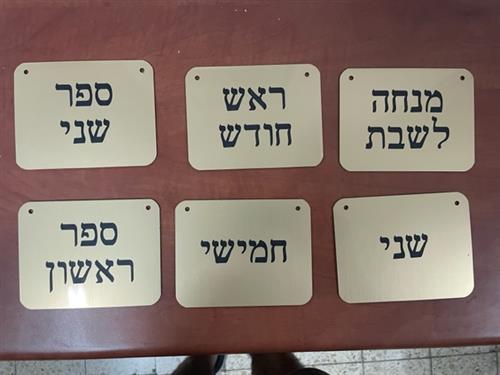 מנחה
לשבת
ראש
חודש
ספר
שני
שני
חמישי
ספר
ראשון